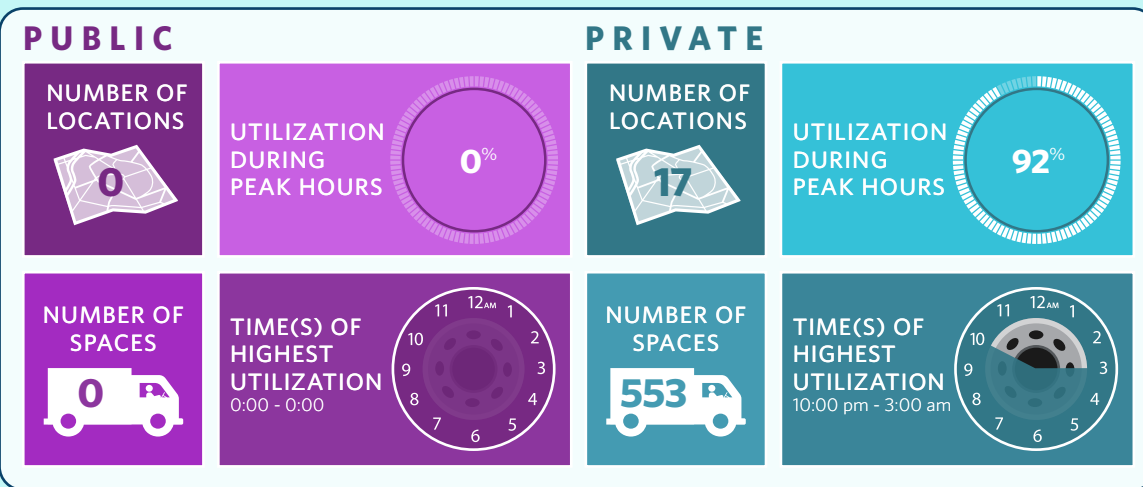 PUBLIC
NUMBER OF
LOCATIONS
0
UTILIZATION
DURING
PEAK HOURS
0%
NUMBER OF
SPACES
0
TIME(S) OF
HIGHEST
UTILIZATION
0:00 - 0:00
12AM
1
2
3
4
5
6
7
8
9
10
11
PRIVATE
NUMBER OF
LOCATIONS
17
UTILIZATION
DURING
PEAK HOURS
92%
NUMBER OF
SPACES
553
TIME(S) OF
HIGHEST
UTILIZATION
10:00 pm - 3:00 am
12AM
1
2
3
4
5
6
7
8
9
10
11